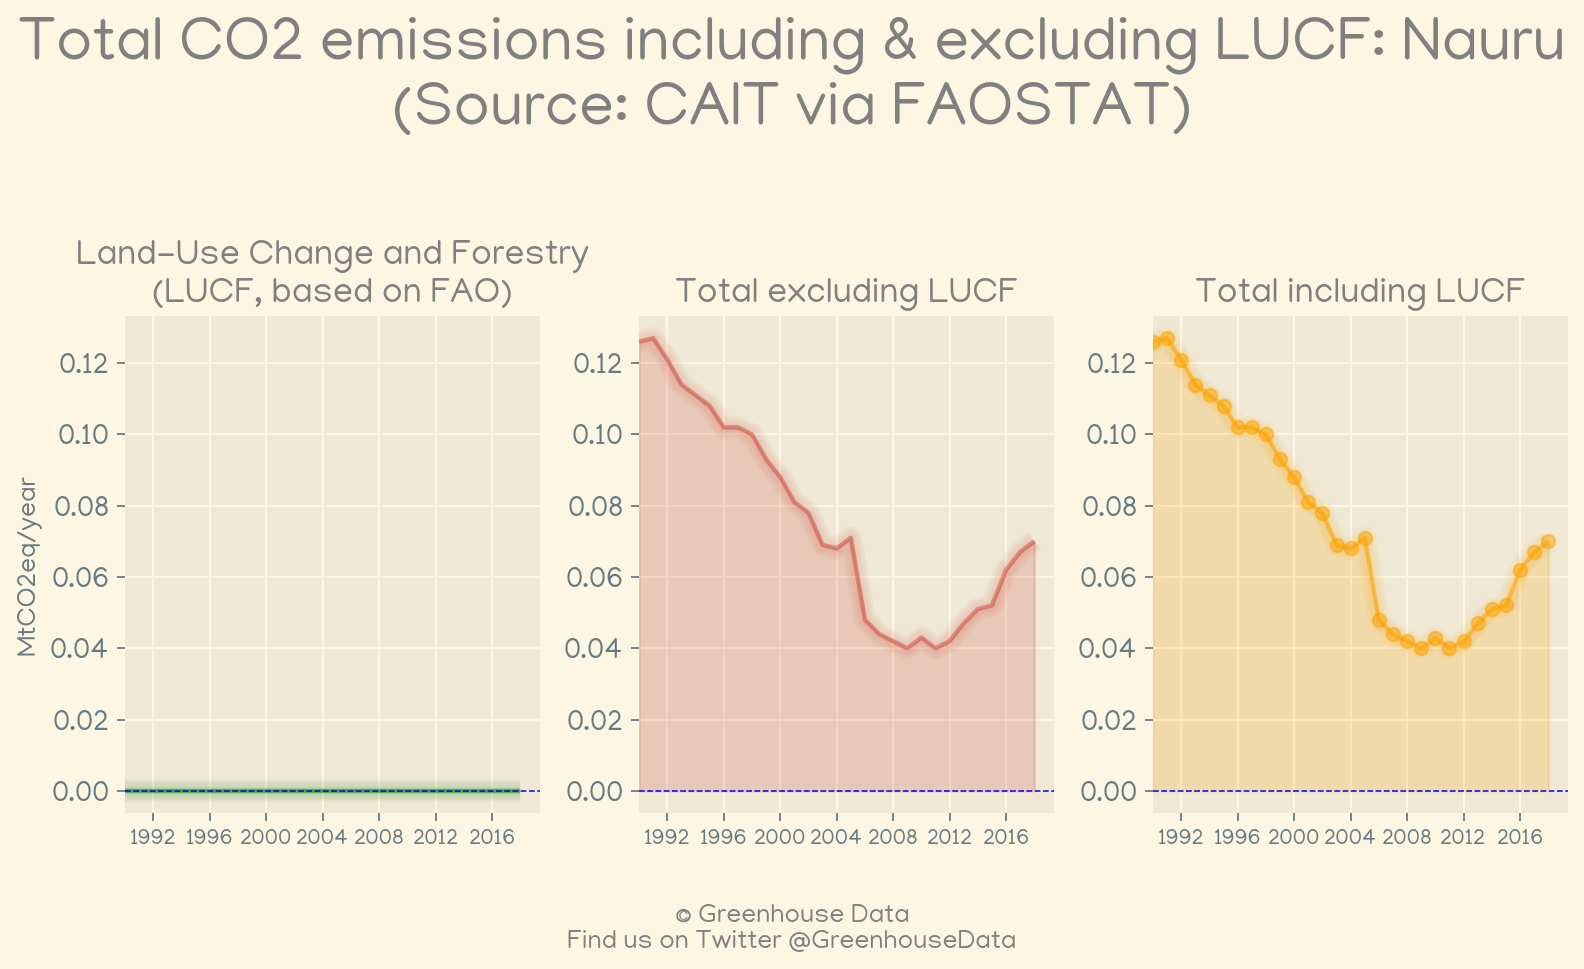 Total CO2 emissions including & excluding LUCF: Nauru
(Source: CAIT via FAOSTAT)
Land-Use Change and Forestry
(LUCF, based on FAO)
Total excluding LUCF
Total including LUCF
MtCO2eq/year
0.12
0.10
0.08
0.06
0.04
0.02
0.00
1992 1996 2000 2004 2008 2012 2016
0.12
0.10
0.08
0.06
0.04
0.02
0.00
1992 1996 2000 2004 2008 2012 2016
0.12
0.10
0.08
0.06
0.04
0.02
0.00
1992 1996 2000 2004 2008 2012 2016
© Greenhouse Data
Find us on Twitter @GreenhouseData